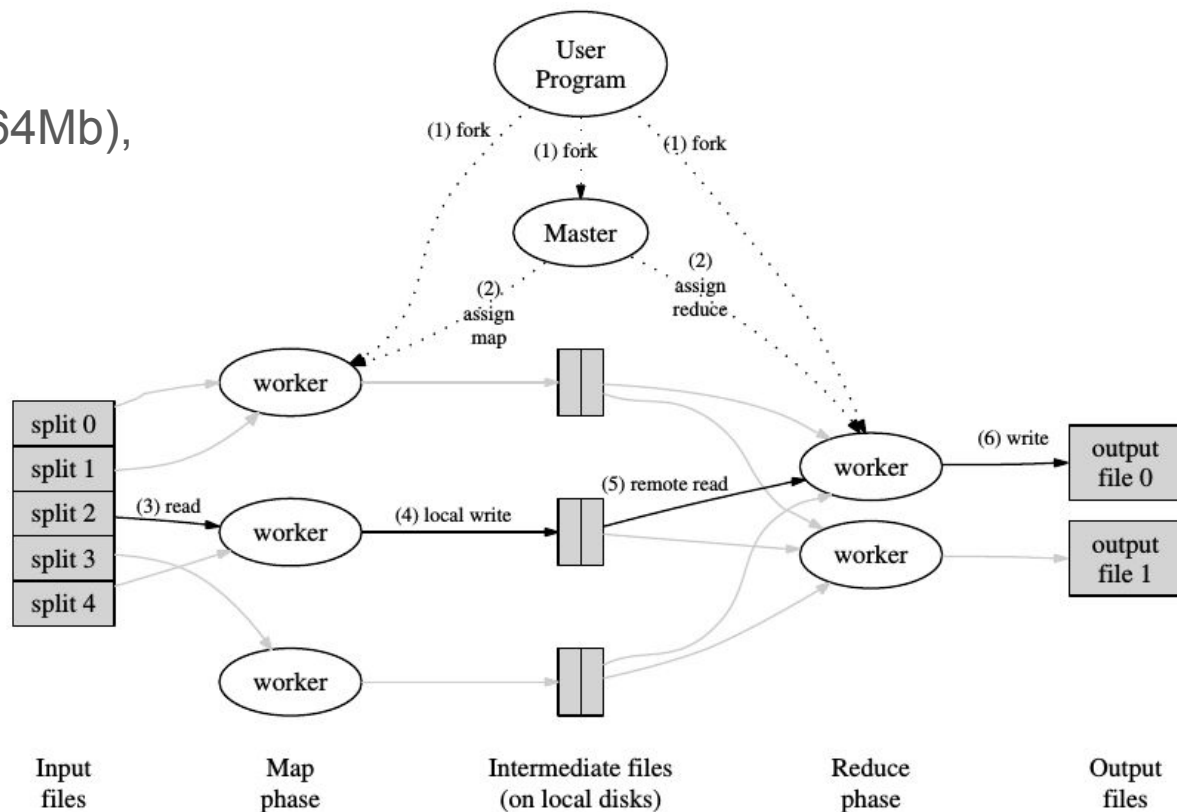 User
Program
64Mb),
(1) fork
(1) fork
(1) fork
Master
(2)
assign
map
(2)
assign
reduce
worker
split 0
split 1
split 2
split 3
split 4
(3) read
worker
(4) local write
(5) remote read
worker
(6) write
output
file 0
worker
output
file 1
worker
Input
files
Map
phase
Intermediate files
(on local disks)
Reduce
phase
Output
files